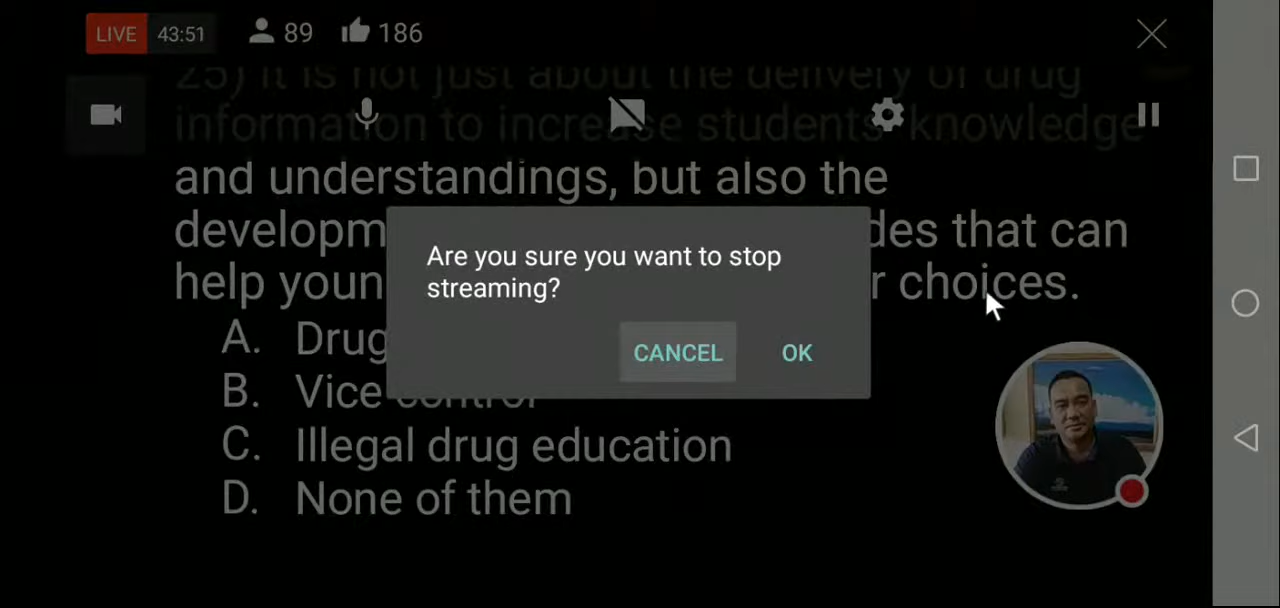 LIVE 43:51 89 186
25) It is not just about the delivery of drug
information to increase students' knowledge
and understandings, but also the
developm des that can
help youn r choices.
Are you sure you want to stop
streaming?
CANCEL OK
A. Drug
B. Vice control
C. Illegal drug education
D. None of them